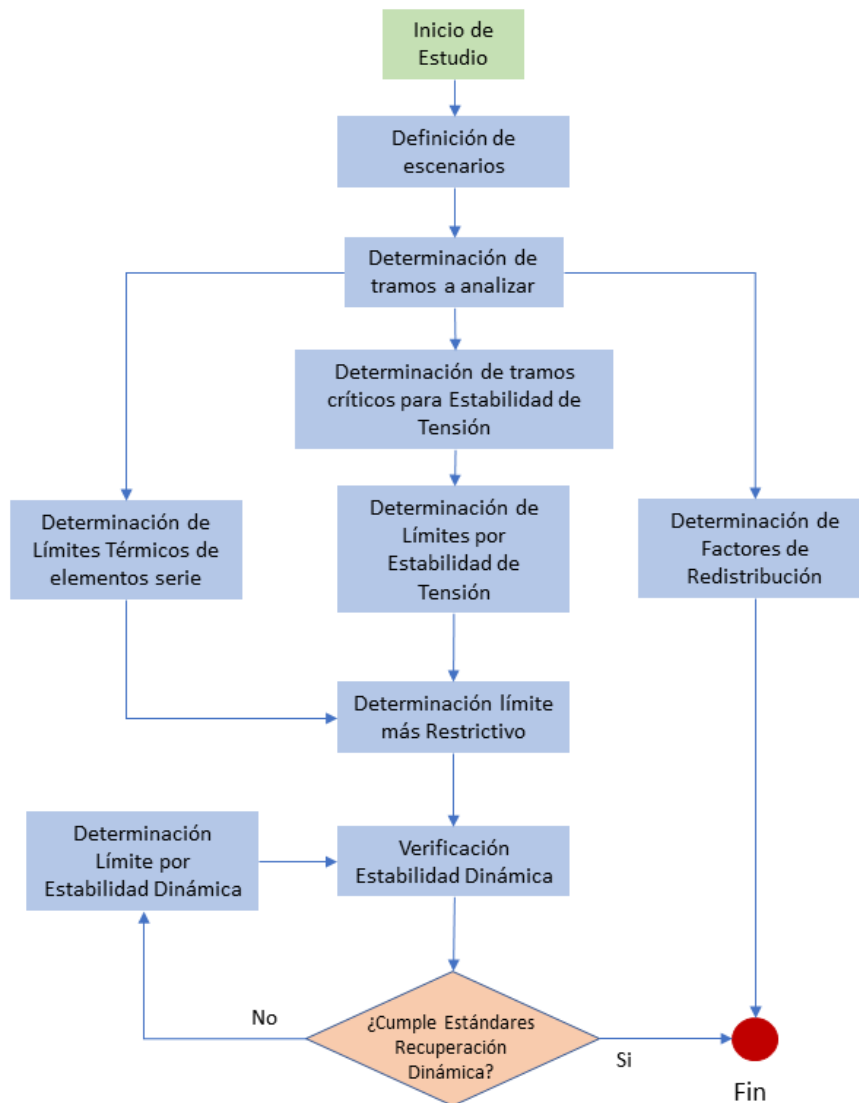 Inicio de
Estudio
Definición de
escenarios
Determinación de
tramos a analizar
Determinación de tramos
críticos para Estabilidad de
Tensión
Determinación de
Límites Térmicos de
elementos serie
Determinación de
Límites por
Estabilidad de
Tensión
Determinación de
Factores de
Redistribución
Determinación límite
más Restrictivo
Determinación
Límite por
Estabilidad Dinámica
Verificación
Estabilidad Dinámica
No
¿Cumple Estándares
Recuperación
Dinámica?
Si
Fin